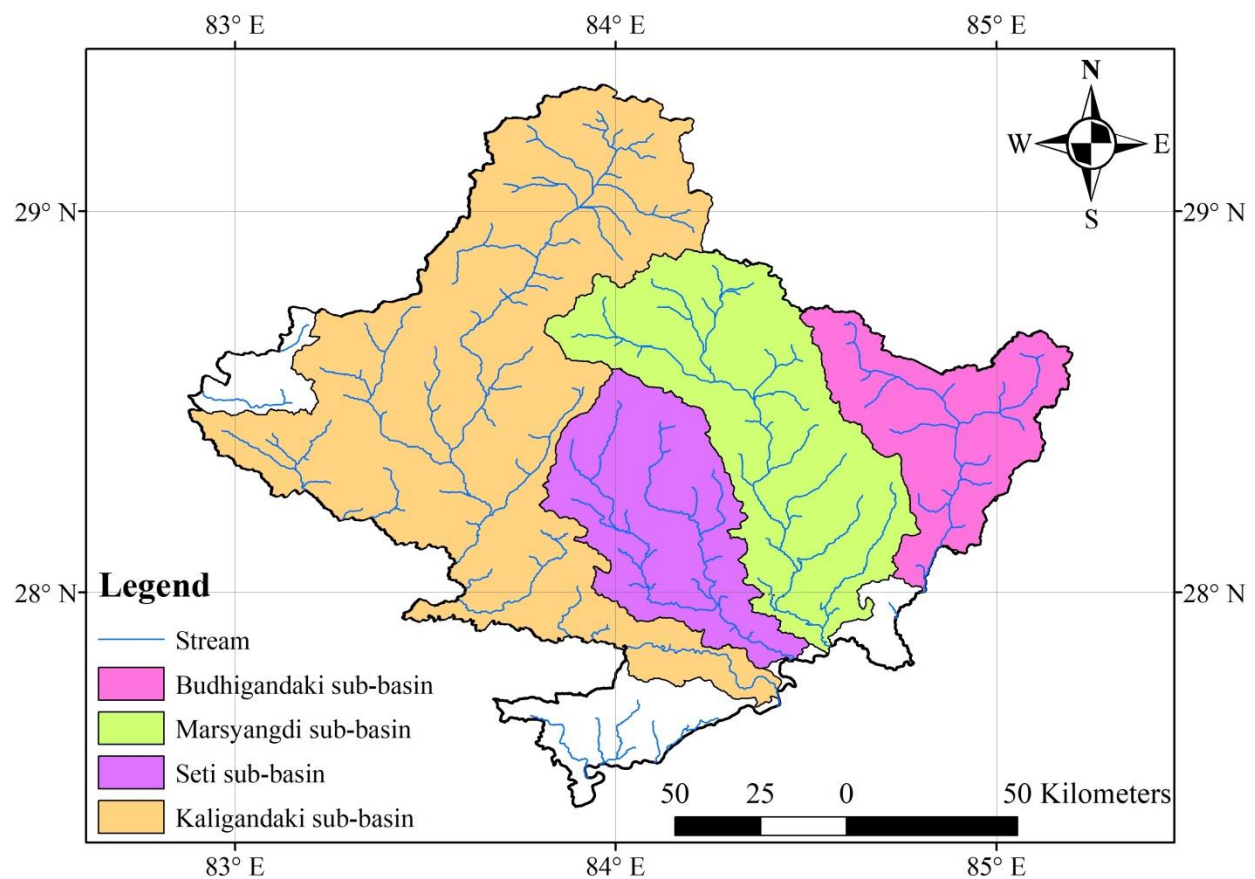 83° E 84° E 85° E
N
W E
S
29° N 29° N
28° N 28° N
Legend
Stream
Budhigandaki sub-basin
Marsyangdi sub-basin
Seti sub-basin
Kaligandaki sub-basin
50 25 0 50 Kilometers
83° E 84° E 85° E